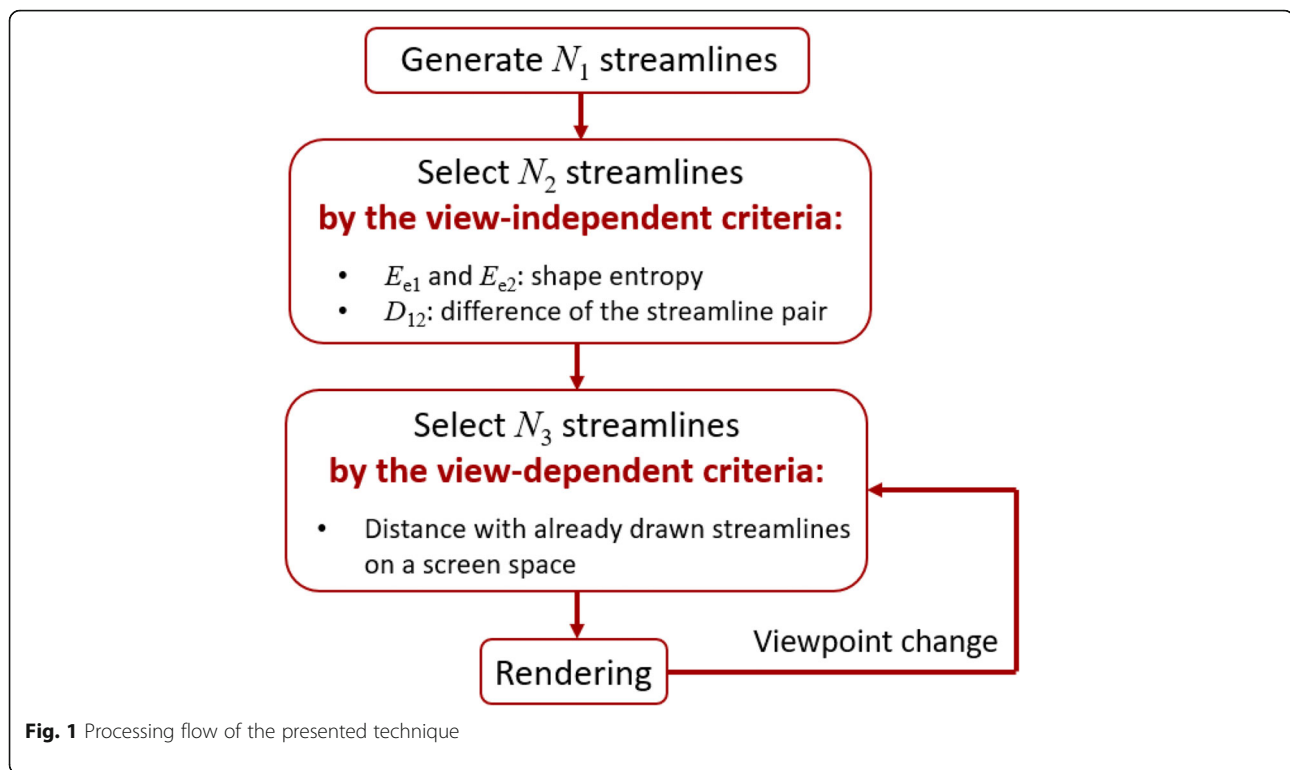 Generate N₁ streamlines
Select N₂ streamlines
by the view-independent criteria:
• Eₑ₁ and Eₑ₂: shape entropy
• D₁₂: difference of the streamline pair
Select N₃ streamlines
by the view-dependent criteria:
• Distance with already drawn streamlines
on a screen space
Rendering
Viewpoint change
Fig. 1 Processing flow of the presented technique